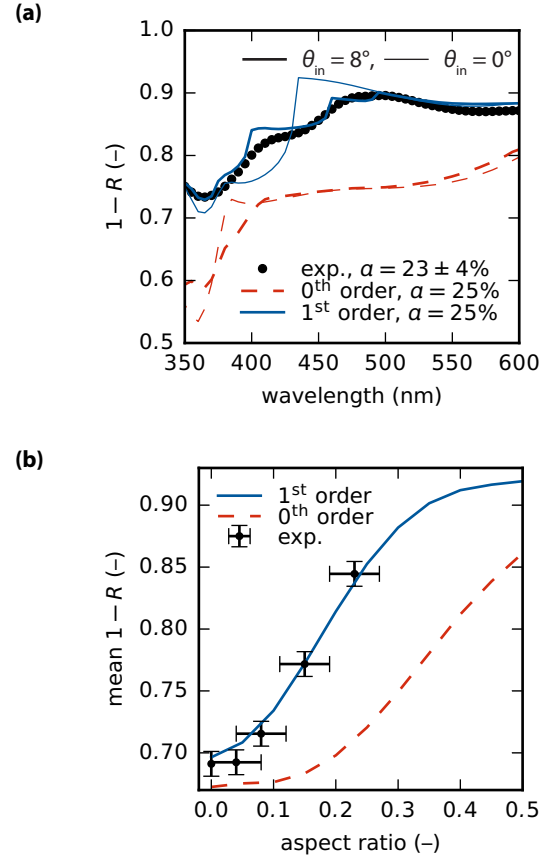 (a)
1.0
0.9
0.8
0.7
0.6
0.5
1 − R (–)
θin = 8°, θin = 0°
exp., α = 23 ± 4%
0th order, α = 25%
1st order, α = 25%
350 400 450 500 550 600
wavelength (nm)
(b)
0.90
0.85
0.80
0.75
0.70
mean 1 − R (–)
1st order
0th order
exp.
0.0 0.1 0.2 0.3 0.4 0.5
aspect ratio (–)